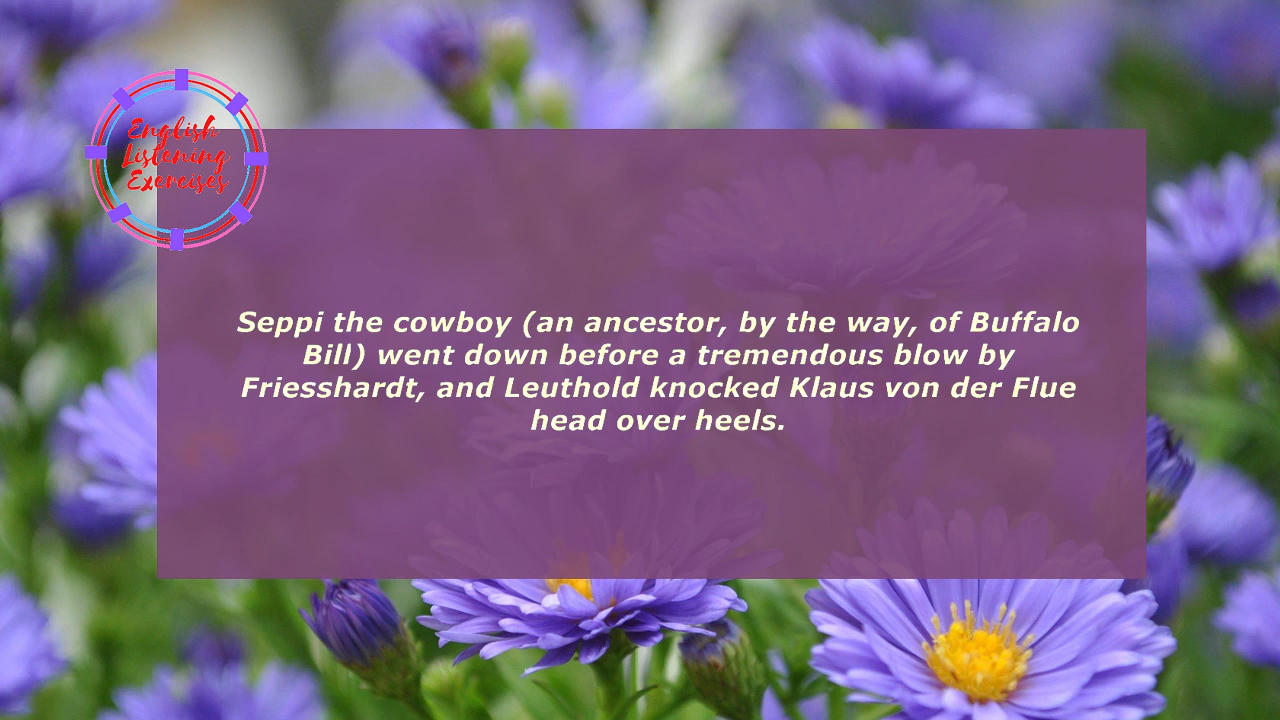 English
Listening
Exercises
Seppi the cowboy (an ancestor, by the way, of Buffalo
Bill) went down before a tremendous blow by
Friesshardt, and Leuthold knocked Klaus von der Flue
head over heels.